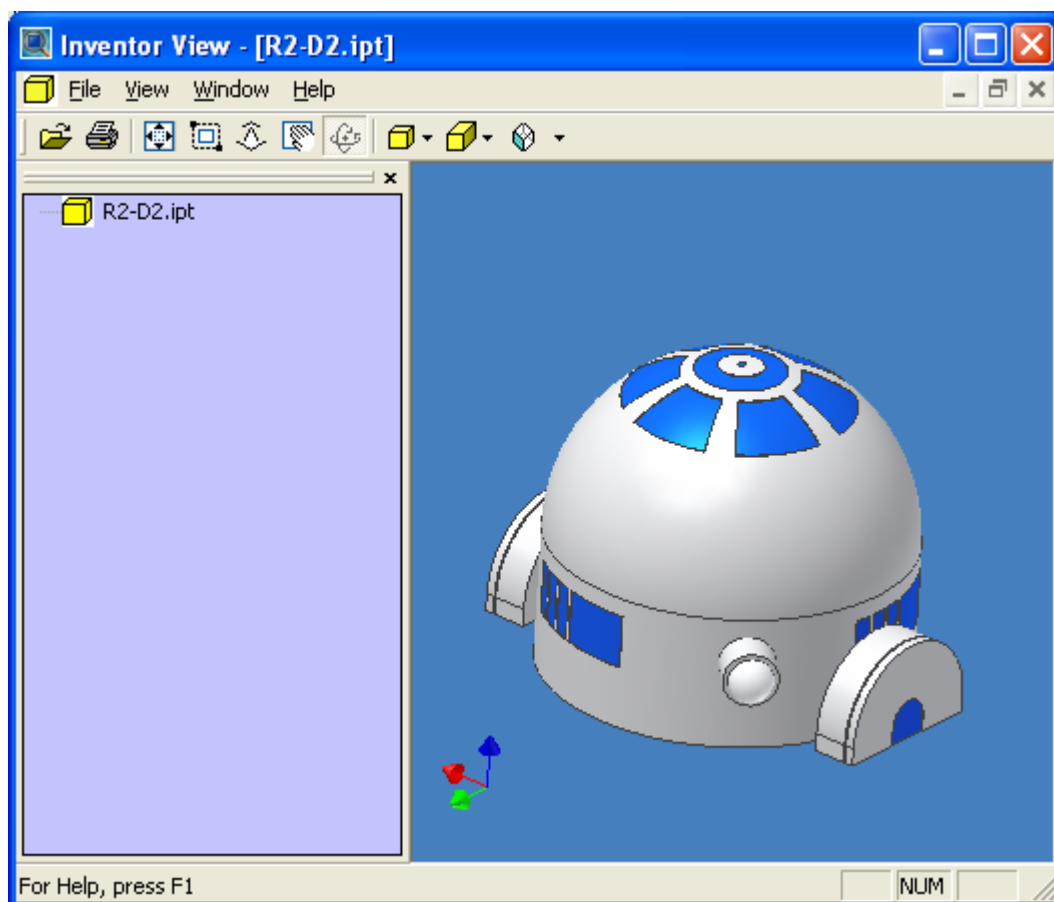 Inventor View - [R2-D2.ipt]
File View Window Help
R2-D2.ipt
For Help, press F1
NUM